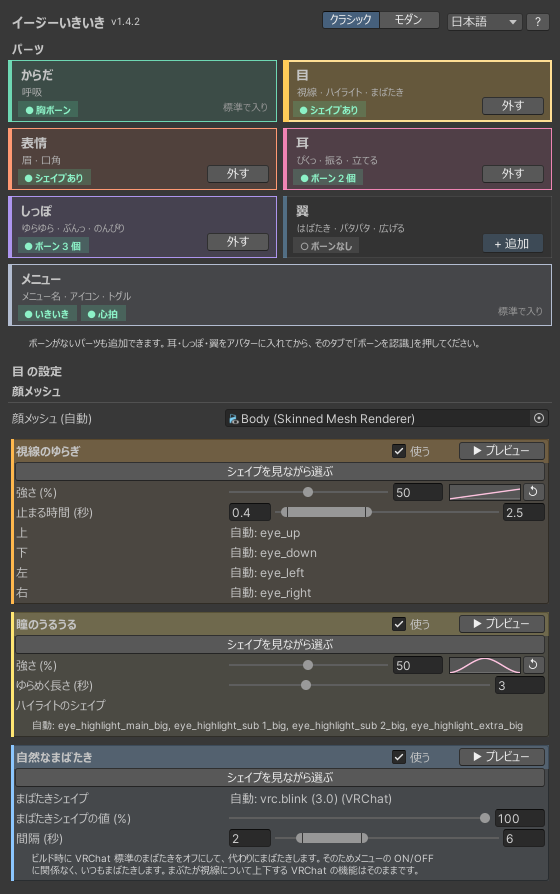 イージーいきいき v1.4.2 クラシック モダン 日本語 ?
パーツ
からだ
呼吸
● 胸ボーン
標準で入り
目
視線・ハイライト・まばたき
● シェイプあり
外す
表情
眉・口角
● シェイプあり
外す
耳
ぴくっ・振る・立てる
● ボーン 2 個
外す
しっぽ
ゆらゆら・ぶんっ・のんびり
● ボーン 3 個
外す
翼
はばたき・パタパタ・広げる
○ ボーンなし
+ 追加
メニュー
メニュー名・アイコン・トグル
● いきいき ● 心拍
標準で入り
ボーンがないパーツも追加できます。耳・しっぽ・翼をアバターに入れてから、そのタブで「ボーンを認識」を押してください。
目 の設定
顔メッシュ
顔メッシュ (自動) Body (Skinned Mesh Renderer)
視線のゆらぎ 使う ▶ プレビュー
シェイプを見ながら選ぶ
強さ (%) 50
止まる時間 (秒) 0.4 2.5
上 自動: eye_up
下 自動: eye_down
左 自動: eye_left
右 自動: eye_right
瞳のうるうる 使う ▶ プレビュー
シェイプを見ながら選ぶ
強さ (%) 50
ゆらめく長さ (秒) 3
ハイライトのシェイプ
自動: eye_highlight_main_big, eye_highlight_sub 1_big, eye_highlight_sub 2_big, eye_highlight_extra_big
自然なまばたき 使う ▶ プレビュー
シェイプを見ながら選ぶ
まばたきシェイプ 自動: vrc.blink (3.0) (VRChat)
まばたきシェイプの値 (%) 100
間隔 (秒) 2 6
ビルド時に VRChat 標準のまばたきをオフにして、代わりにまばたきします。そのためメニューの ON/OFF
に関係なく、いつもまばたきします。まぶたが視線について上下する VRChat の機能はそのままです。